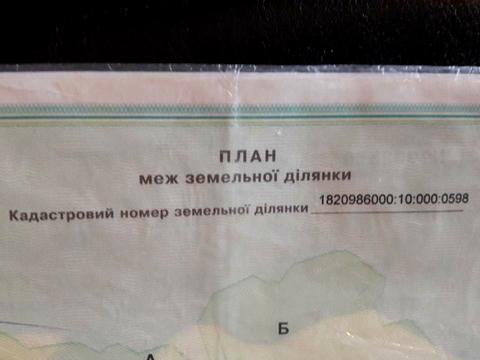 ПЛАН
меж земельної ділянки
Кадастровий номер земельної ділянки 1820986000:10:000:0598
Б
А